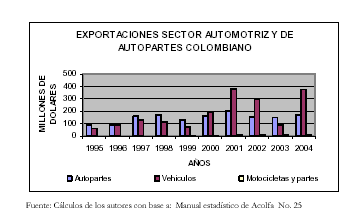 EXPORTACIONES SECTOR AUTOMOTRIZ Y DE
AUTOPARTES COLOMBIANO
MILLONES DE
DOLARES
500
400
300
200
100
0
1995 1996 1997 1998 1999 2000 2001 2002 2003 2004
AÑOS
Autopartes Vehiculos Motocicletas y partes
Fuente: Cálculos de los autores con base a: Manual estadístico de Acolfa No. 25